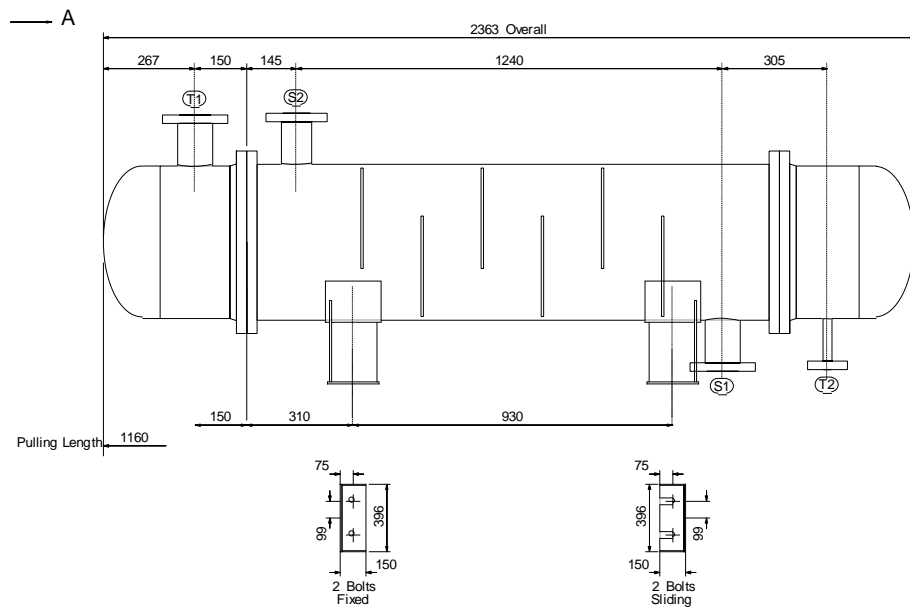 A
2363 Overall
267 150 145 1240 305
T1 S2
S1 T2
150 310 930
Pulling Length 1160
75 75
99 396 396 99
150 150
2 Bolts 2 Bolts
Fixed Sliding